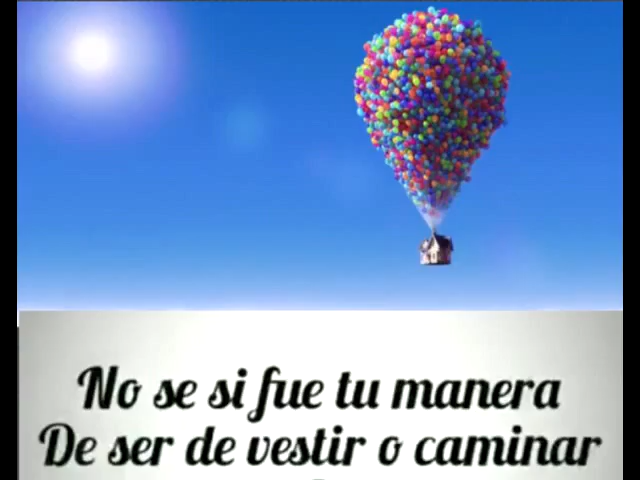 No se si fue tu manera
De ser de vestir o caminar